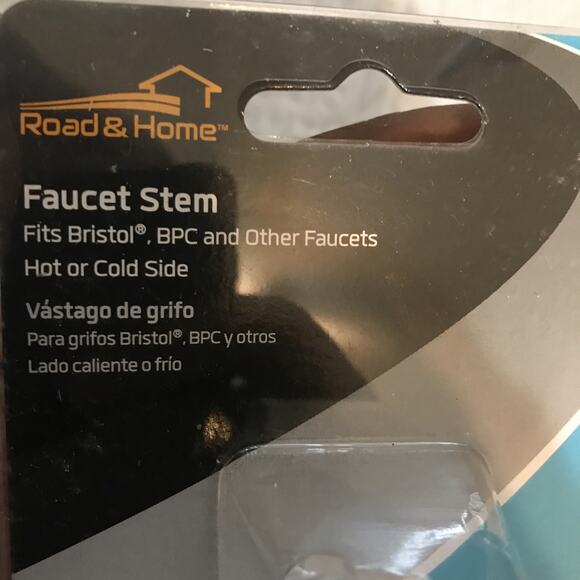 Road & Home™
Faucet Stem
Fits Bristol®, BPC and Other Faucets
Hot or Cold Side
Vástago de grifo
Para grifos Bristol®, BPC y otros
Lado caliente o frío